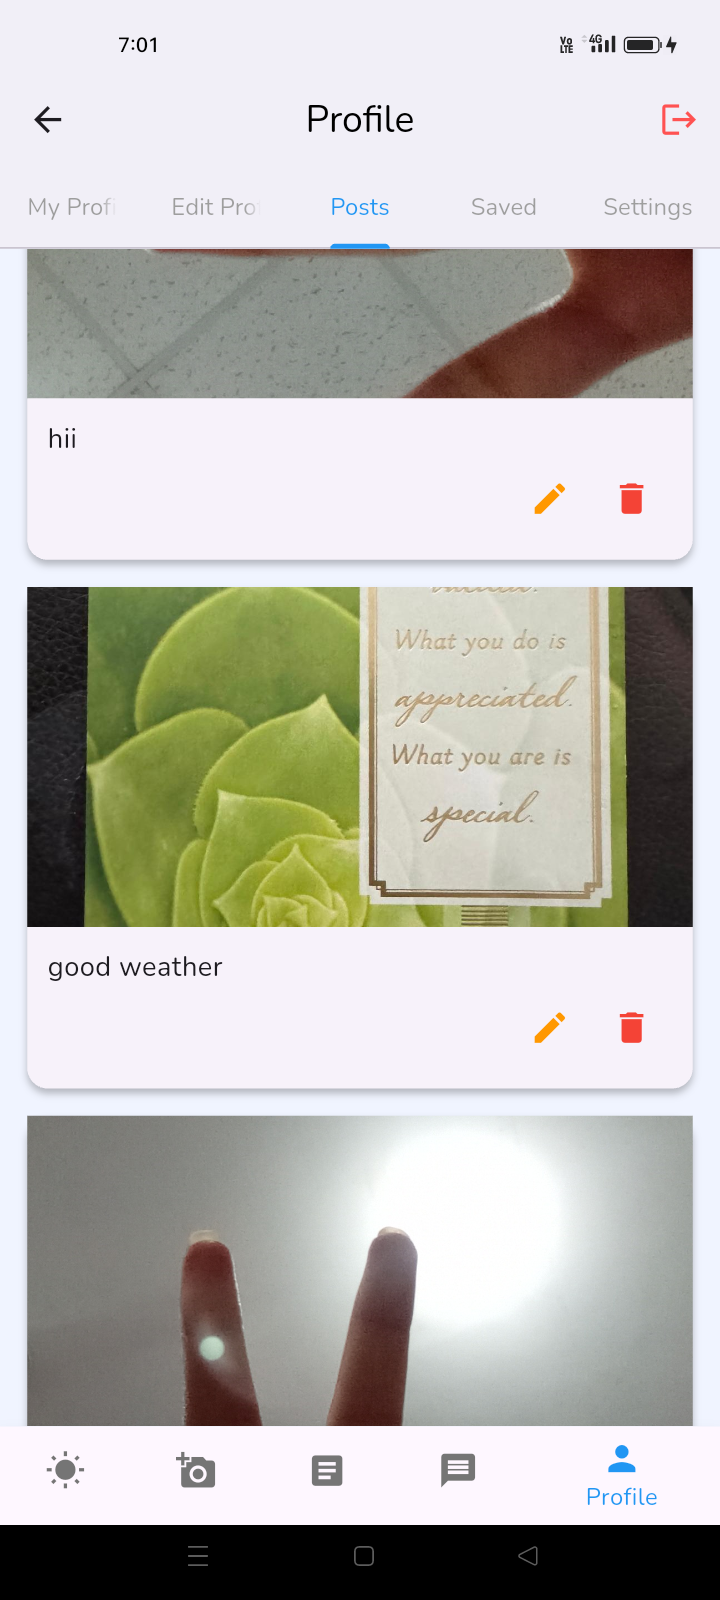 7:01
Vo LTE 4G
Profile
My Profi
Edit Pro
Posts
Saved
Settings
hii
What you do is
appreciated.
What you are is
special.
good weather
Profile